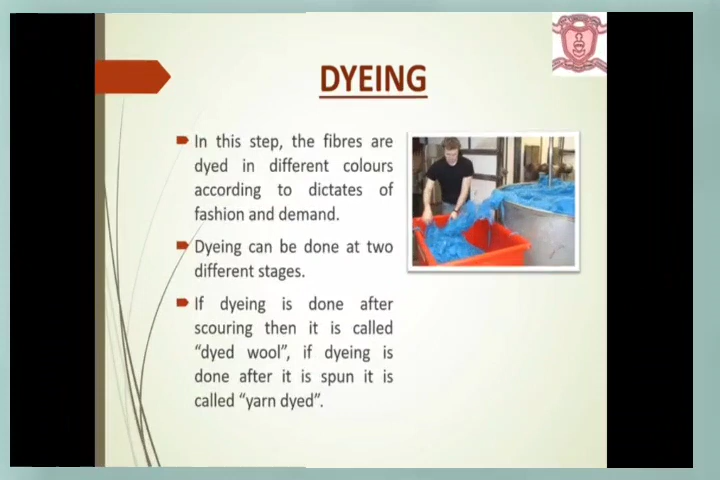 DYEING
In this step, the fibres are
dyed in different colours
according to dictates of
fashion and demand.
Dyeing can be done at two
different stages.
If dyeing is done after
scouring then it is called
“dyed wool”, if dyeing is
done after it is spun it is
called “yarn dyed”.